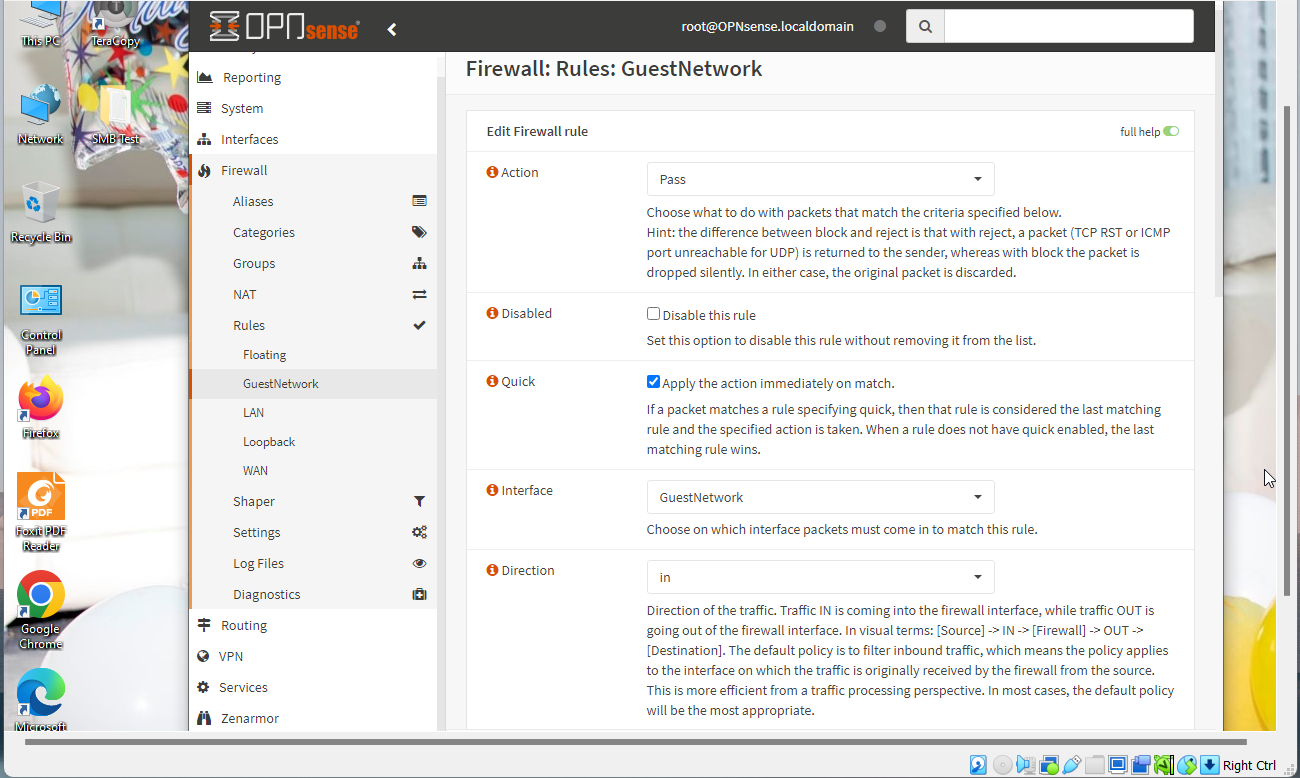 This PC
TeraCopy
Network
SMB Test
Recycle Bin
Control
Panel
Firefox
PDF
Foxit PDF
Reader
Google
Chrome
Microsoft
OPNsense
root@OPNsense.localdomain
Reporting
System
Interfaces
Firewall
Aliases
Categories
Groups
NAT
Rules
Floating
GuestNetwork
LAN
Loopback
WAN
Shaper
Settings
Log Files
Diagnostics
Routing
VPN
Services
Zenarmor
Firewall: Rules: GuestNetwork
Edit Firewall rule
full help
Action
Pass
Choose what to do with packets that match the criteria specified below.
Hint: the difference between block and reject is that with reject, a packet (TCP RST or ICMP
port unreachable for UDP) is returned to the sender, whereas with block the packet is
dropped silently. In either case, the original packet is discarded.
Disabled
Disable this rule
Set this option to disable this rule without removing it from the list.
Quick
Apply the action immediately on match.
If a packet matches a rule specifying quick, then that rule is considered the last matching
rule and the specified action is taken. When a rule does not have quick enabled, the last
matching rule wins.
Interface
GuestNetwork
Choose on which interface packets must come in to match this rule.
Direction
in
Direction of the traffic. Traffic IN is coming into the firewall interface, while traffic OUT is
going out of the firewall interface. In visual terms: [Source] -> IN -> [Firewall] -> OUT ->
[Destination]. The default policy is to filter inbound traffic, which means the policy applies
to the interface on which the traffic is originally received by the firewall from the source.
This is more efficient from a traffic processing perspective. In most cases, the default policy
will be the most appropriate.
Right Ctrl